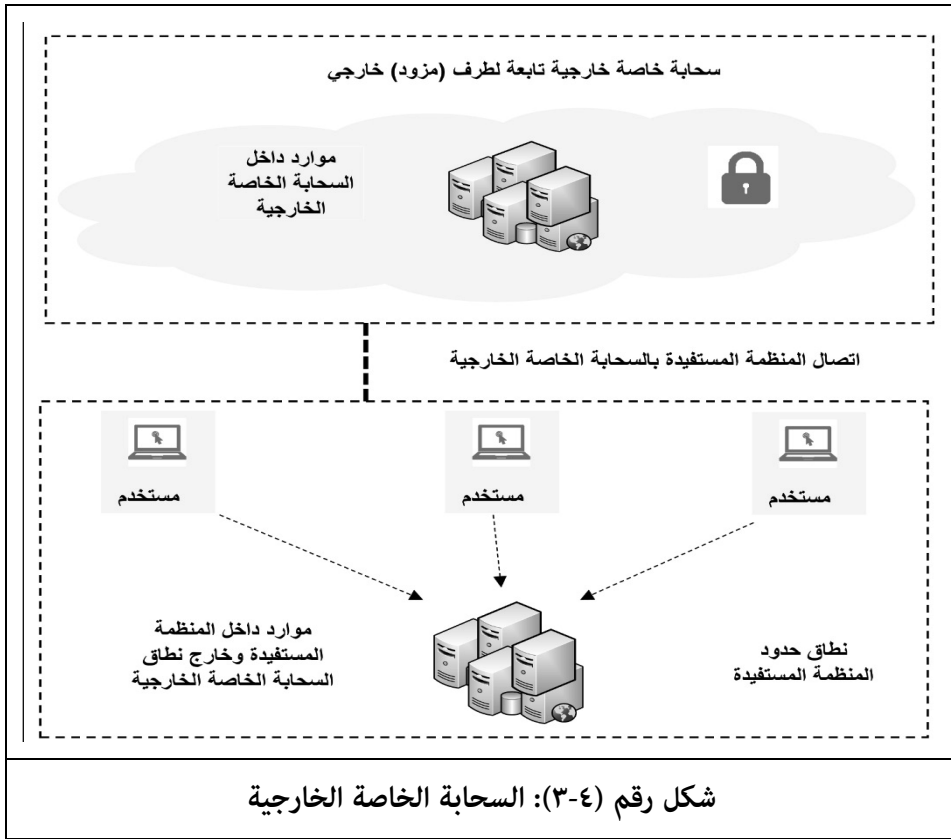 سحابة خاصة خارجية تابعة لطرف (مزود) خارجي
موارد داخل
السحابة الخاصة
الخارجية
اتصال المنظمة المستفيدة بالسحابة الخاصة الخارجية
مستخدم
مستخدم
مستخدم
نطاق حدود
المنظمة المستفيدة
موارد داخل المنظمة
المستفيدة وخارج نطاق
السحابة الخاصة الخارجية
شكل رقم (٤-٣): السحابة الخاصة الخارجية